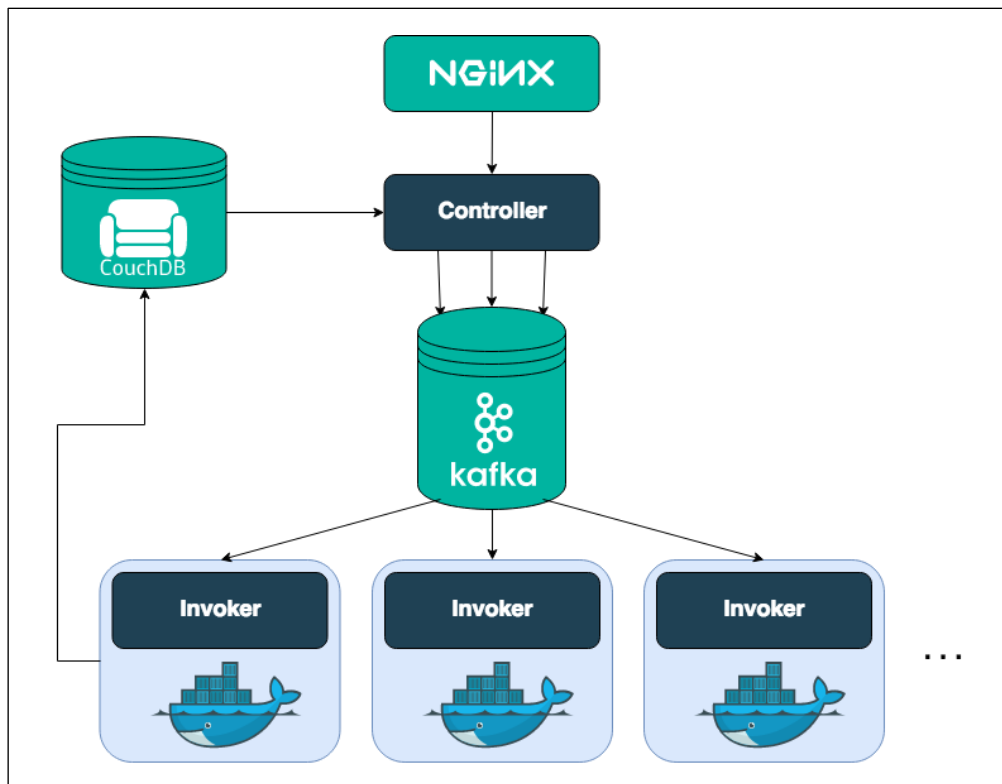 NGINX
CouchDB
Controller
kafka
Invoker
Invoker
Invoker
...